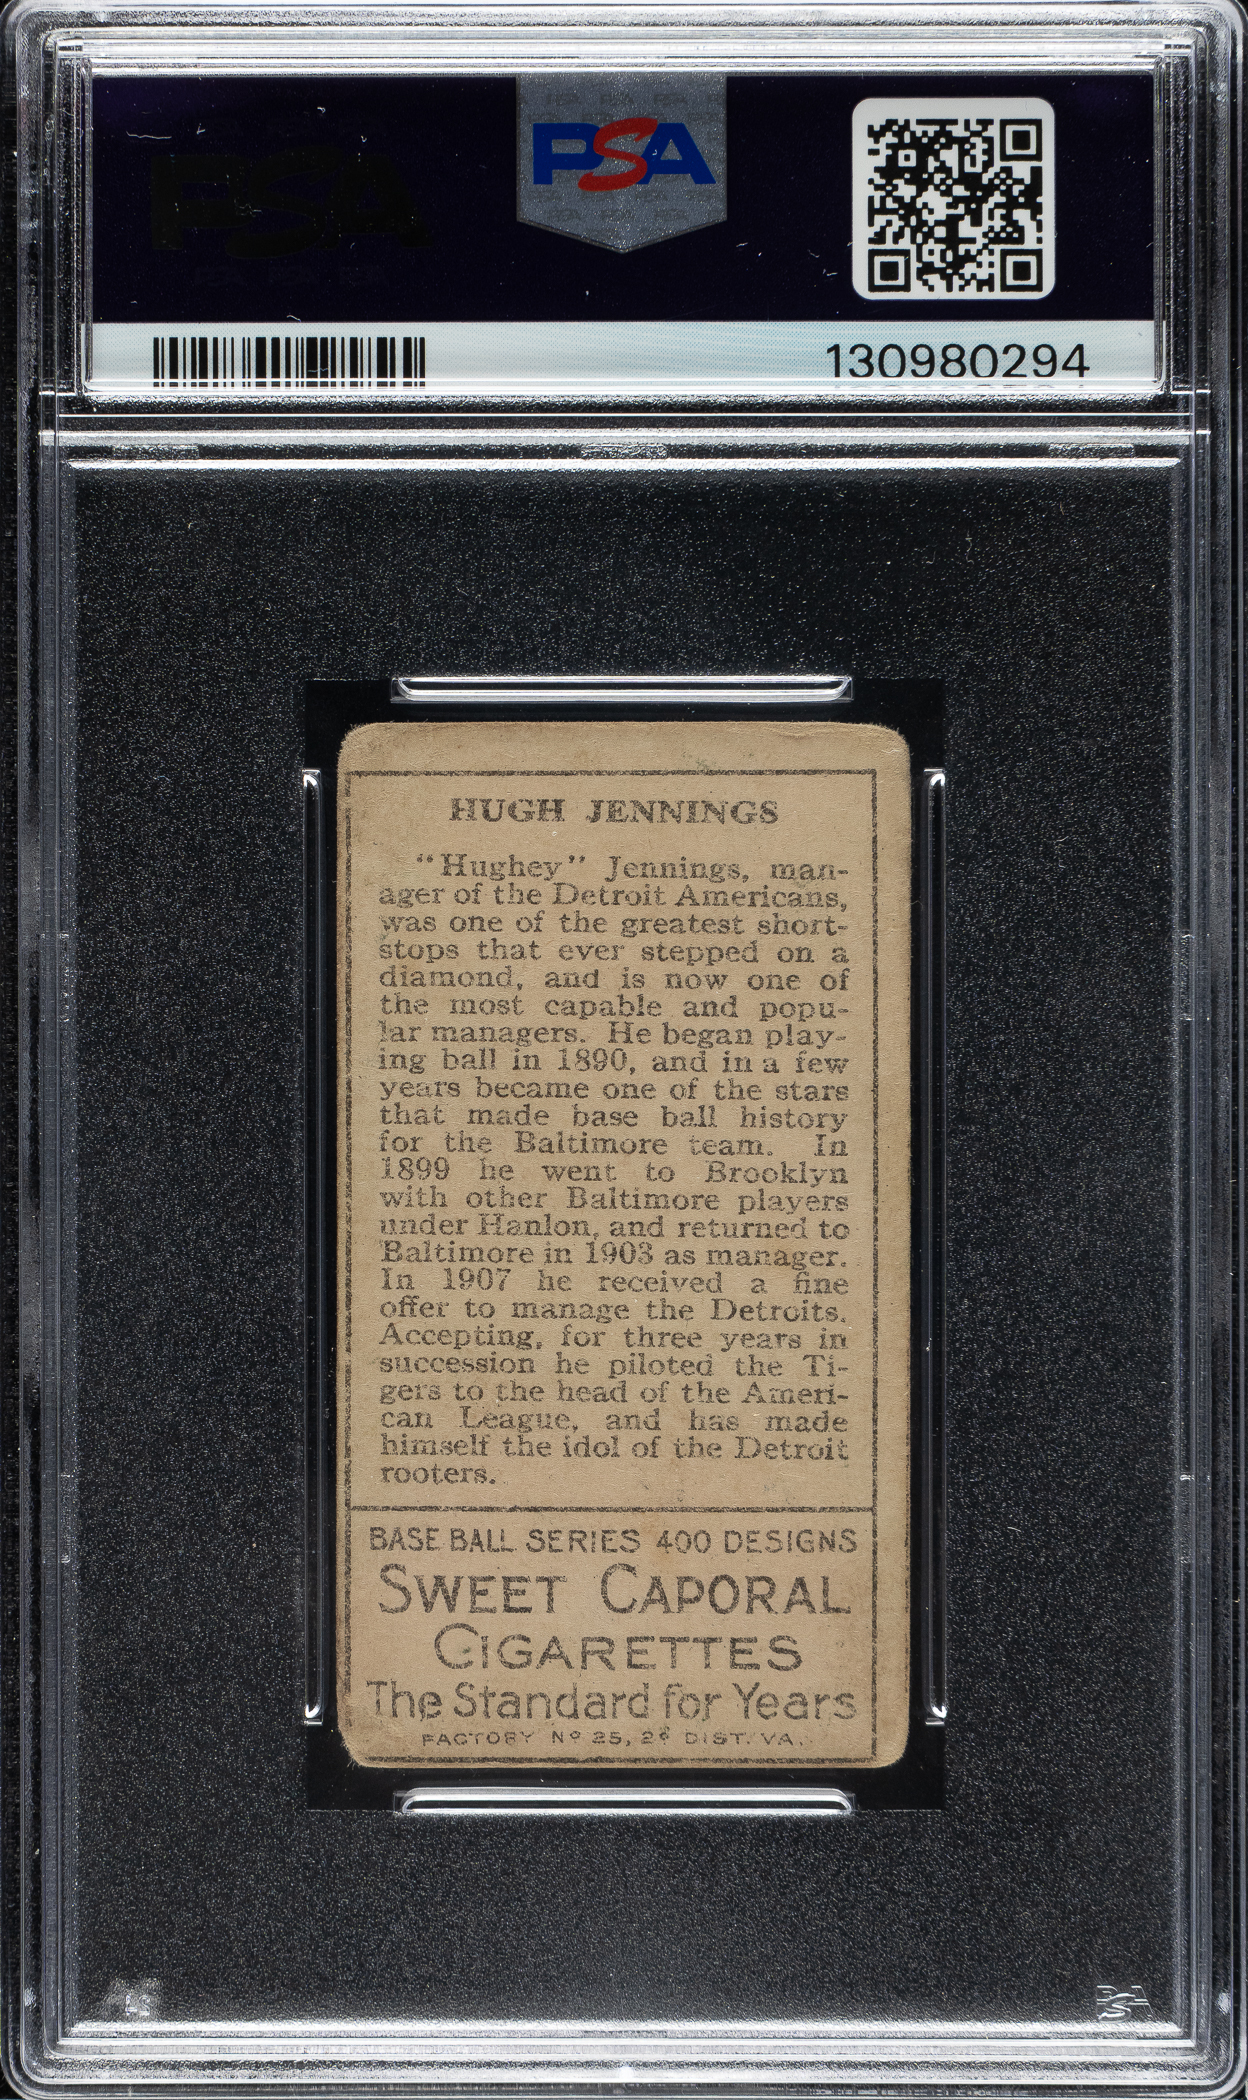 PSA
130980294
HUGH JENNINGS
"Hughey" Jennings, man-
ager of the Detroit Americans,
was one of the greatest short-
stops that ever stepped on a
diamond, and is now one of
the most capable and popu-
lar managers. He began play-
ing ball in 1890, and in a few
years became one of the stars
that made base ball history
for the Baltimore team. In
1899 he went to Brooklyn
with other Baltimore players
under Hanlon, and returned to
Baltimore in 1903 as manager.
In 1907 he received a fine
offer to manage the Detroits.
Accepting, for three years in
succession he piloted the Ti-
gers to the head of the Ameri-
can League, and has made
himself the idol of the Detroit
rooters.
BASE BALL SERIES 400 DESIGNS
SWEET CAPORAL
CIGARETTES
The Standard for Years
FACTORY Nº 25, 2ᵈ DIST. VA.